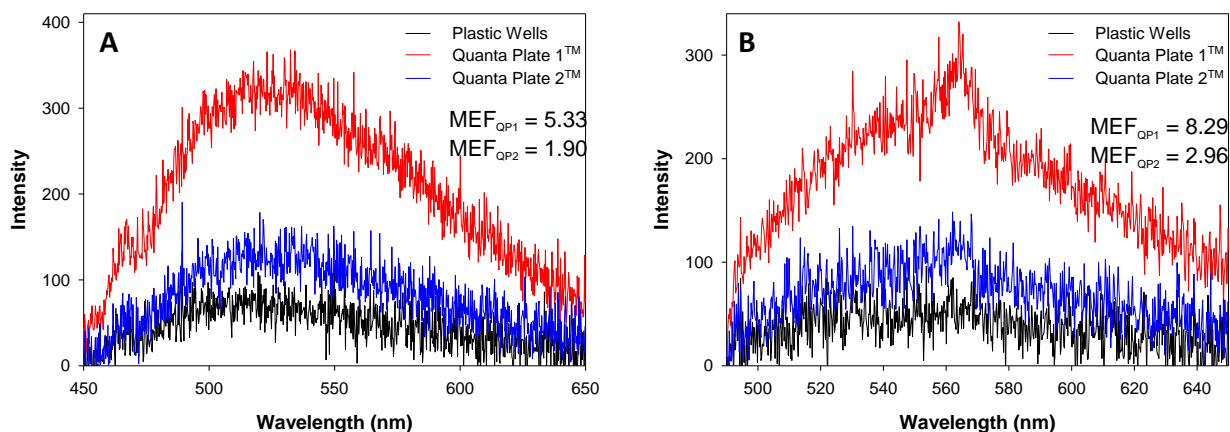 A
Plastic Wells
Quanta Plate 1TM
Quanta Plate 2TM
MEFQP1 = 5.33
MEFQP2 = 1.90
Intensity
400
300
200
100
0
450 500 550 600 650
Wavelength (nm)
B
Plastic Wells
Quanta Plate 1TM
Quanta Plate 2TM
MEFQP1 = 8.29
MEFQP2 = 2.96
Intensity
300
200
100
0
500 520 540 560 580 600 620 640
Wavelength (nm)